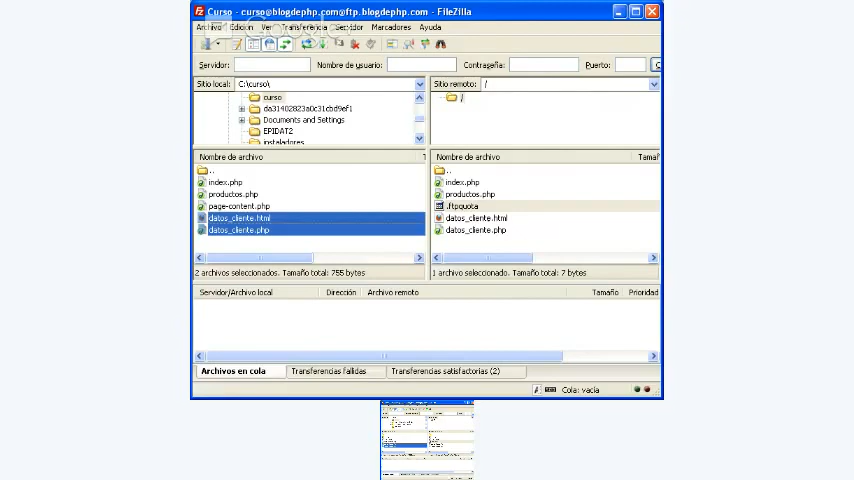 Curso - curso@blogdephp.com@ftp.blogdephp.com - FileZilla
Archivo Edición Ver Transferencia Servidor Marcadores Ayuda
Google
Servidor: Nombre de usuario: Contraseña: Puerto: C
Sitio local: C:\curso\ Sitio remoto: /
curso /
da31402823a0c31cbd9ef1
Documents and Settings
EPIDAT2
instaladores
Nombre de archivo T Nombre de archivo Tamañ
.. ..
index.php index.php
productos.php productos.php
page-content.php .ftpquota
datos_cliente.html datos_cliente.html
datos_cliente.php datos_cliente.php
2 archivos seleccionados. Tamaño total: 755 bytes 1 archivo seleccionado. Tamaño total: 7 bytes
Servidor/Archivo local Dirección Archivo remoto Tamaño Prioridad
Archivos en cola Transferencias fallidas Transferencias satisfactorias (2)
Cola: vacía